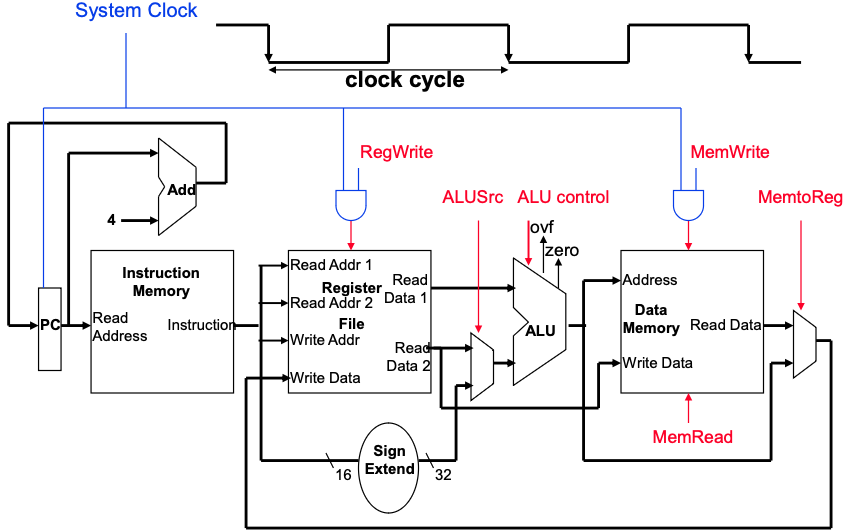 System Clock
clock cycle
RegWrite
MemWrite
ALUSrc
ALU control
MemtoReg
Add
4
ovf
zero
PC
Instruction
Memory
Read
Address
Instruction
Read Addr 1
Register
Read Addr 2
File
Write Addr
Write Data
Read
Data 1
Read
Data 2
ALU
Address
Data
Memory
Read Data
Write Data
MemRead
Sign
Extend
16
32